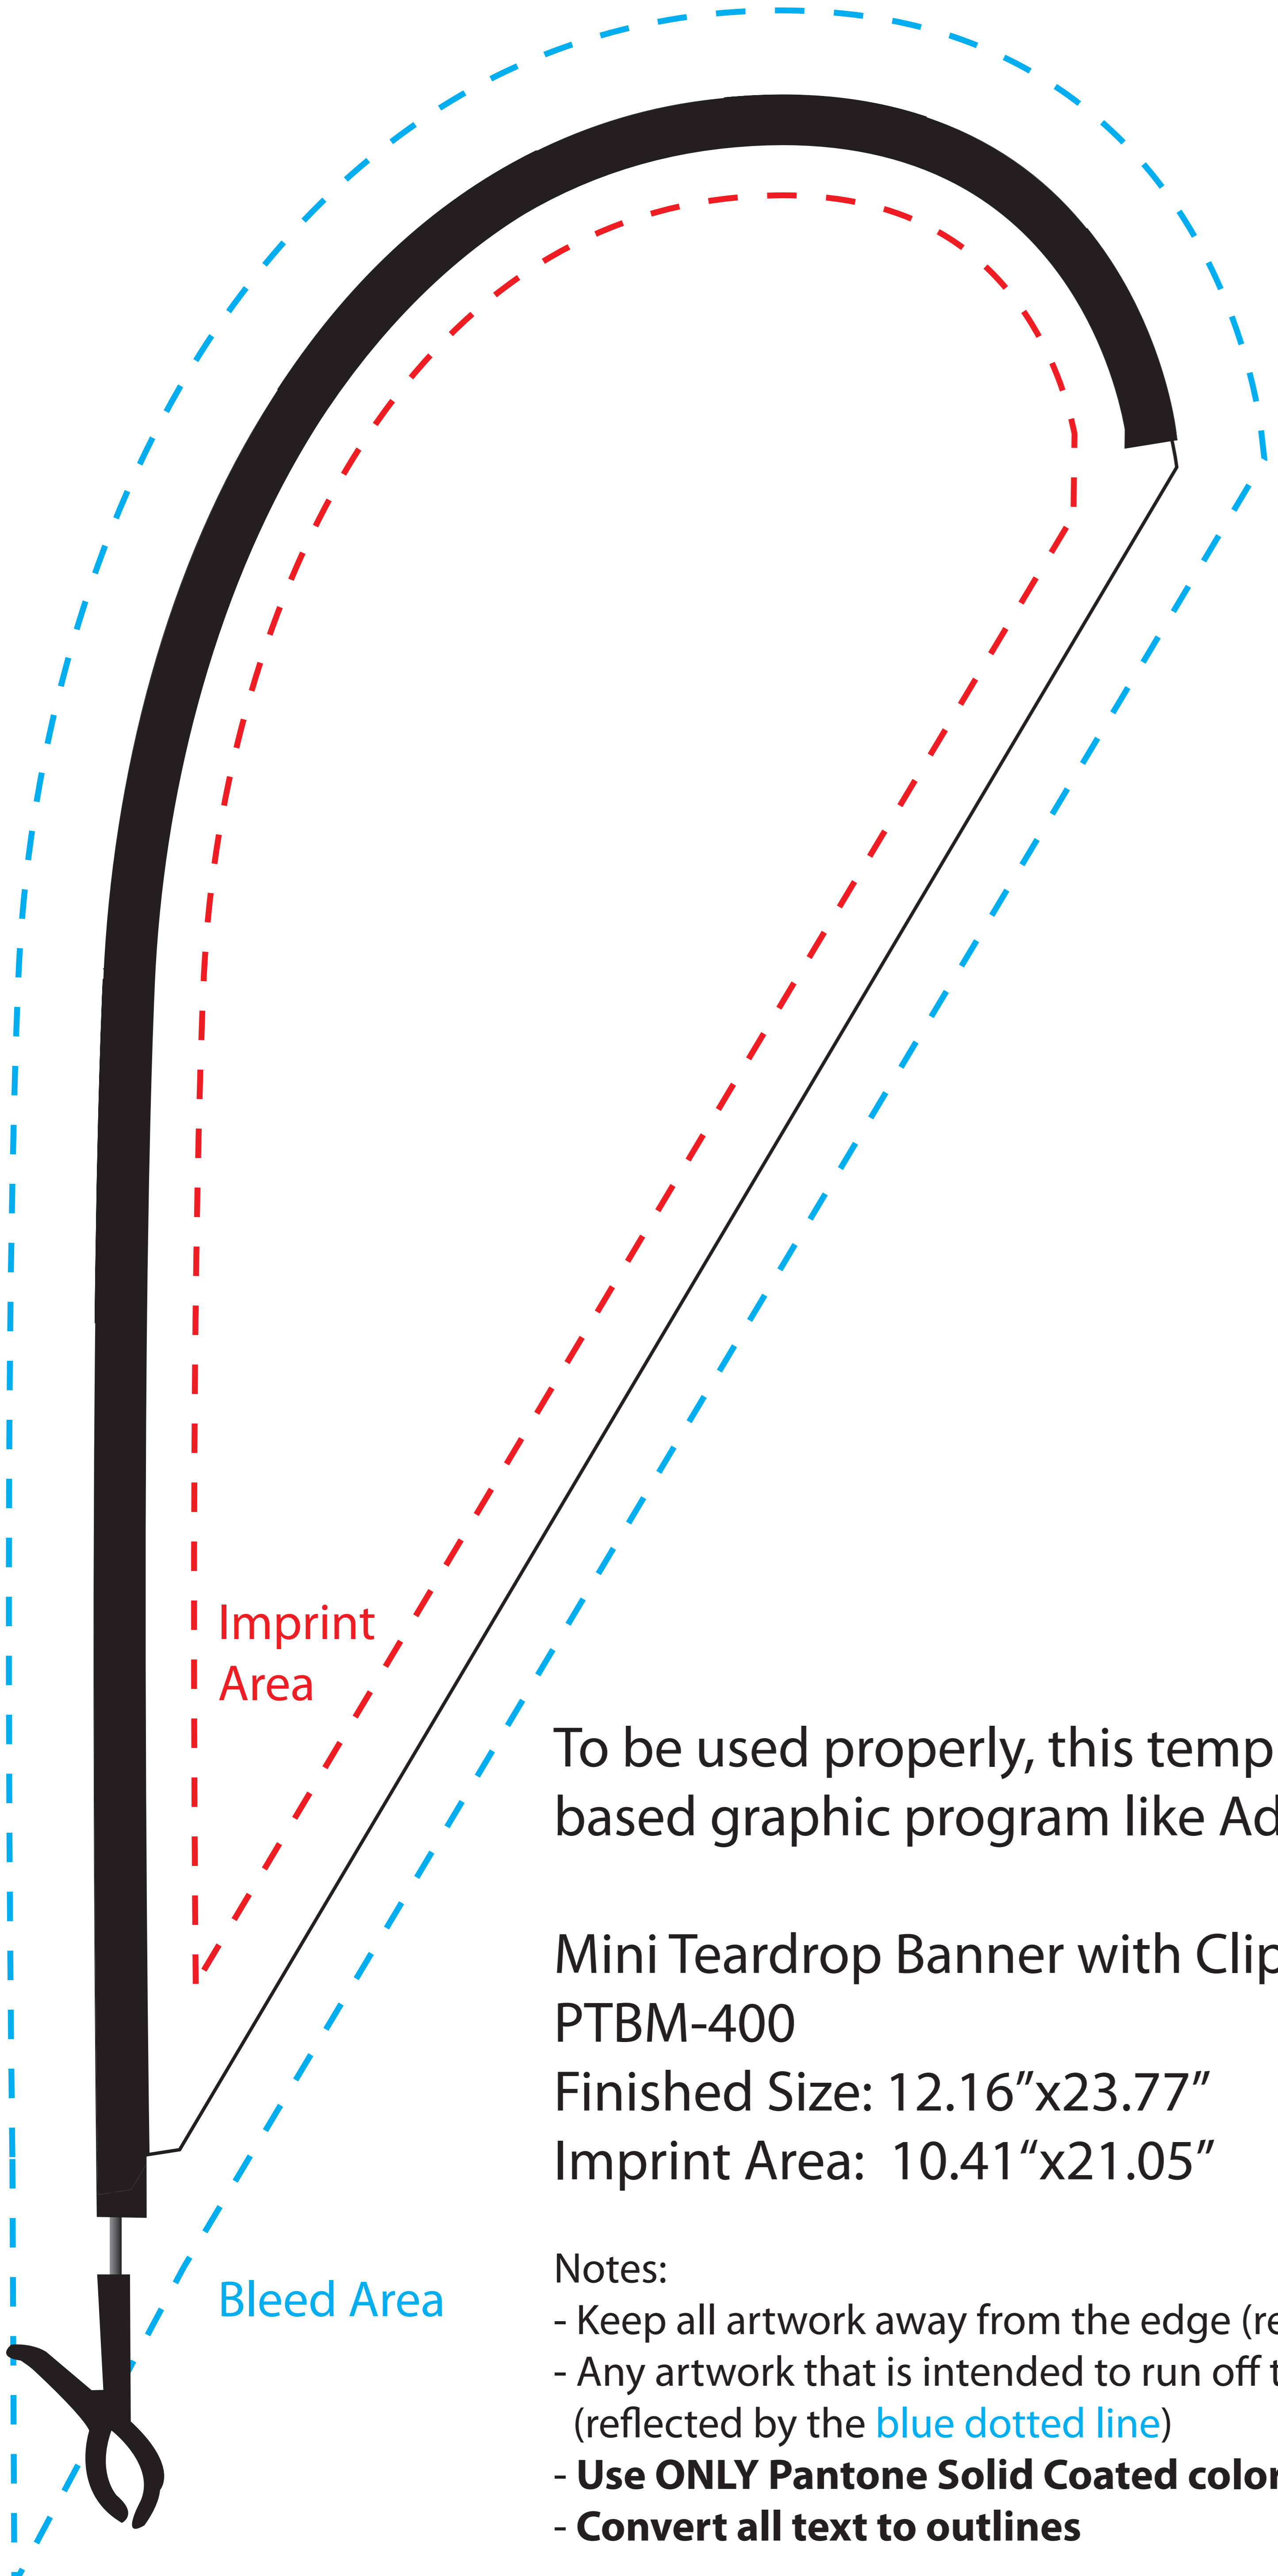 Imprint
Area
To be used properly, this temp
based graphic program like Ad
Mini Teardrop Banner with Clip
PTBM-400
Finished Size: 12.16”x23.77”
Imprint Area:  10.41“x21.05”
Bleed Area
Notes:
- Keep all artwork away from the edge (re
- Any artwork that is intended to run off t
(reflected by the blue dotted line)
- Use ONLY Pantone Solid Coated color
- Convert all text to outlines